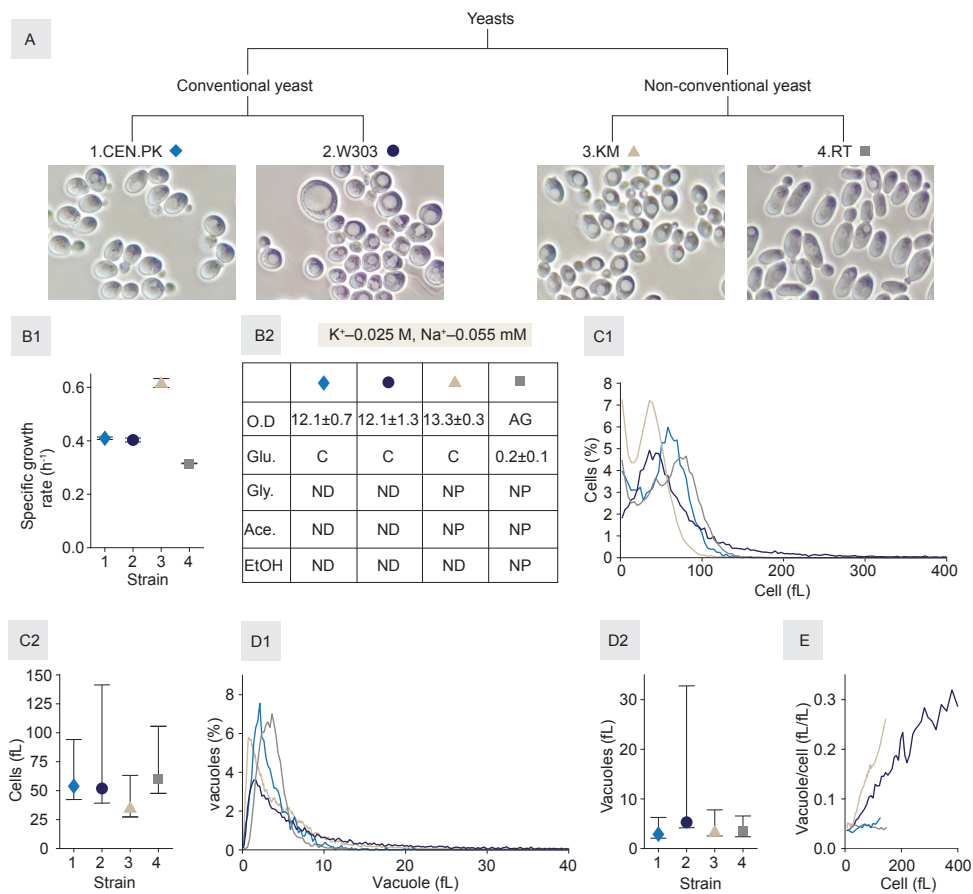 A
Yeasts
Conventional yeast
Non-conventional yeast
1.CEN.PK
2.W303
3.KM
4.RT
B1
Specific growth
rate (h⁻¹)
0.6
0.4
0.2
0.0
1 2 3 4
Strain
B2
K⁺–0.025 M, Na⁺–0.055 mM
O.D 12.1±0.7 12.1±1.3 13.3±0.3 AG
Glu. C C C 0.2±0.1
Gly. ND ND NP NP
Ace. ND ND NP NP
EtOH ND ND ND NP
C1
Cells (%)
8
7
6
5
4
3
2
1
0
0 100 200 300 400
Cell (fL)
C2
Cells (fL)
150
125
100
75
50
25
0
1 2 3 4
Strain
D1
vacuoles (%)
8
6
4
2
0
0 10 20 30 40
Vacuole (fL)
D2
Vacuoles (fL)
30
20
10
0
1 2 3 4
Strain
E
Vacuole/cell (fL/fL)
0.3
0.2
0.1
0.0
0 200 400
Cell (fL)